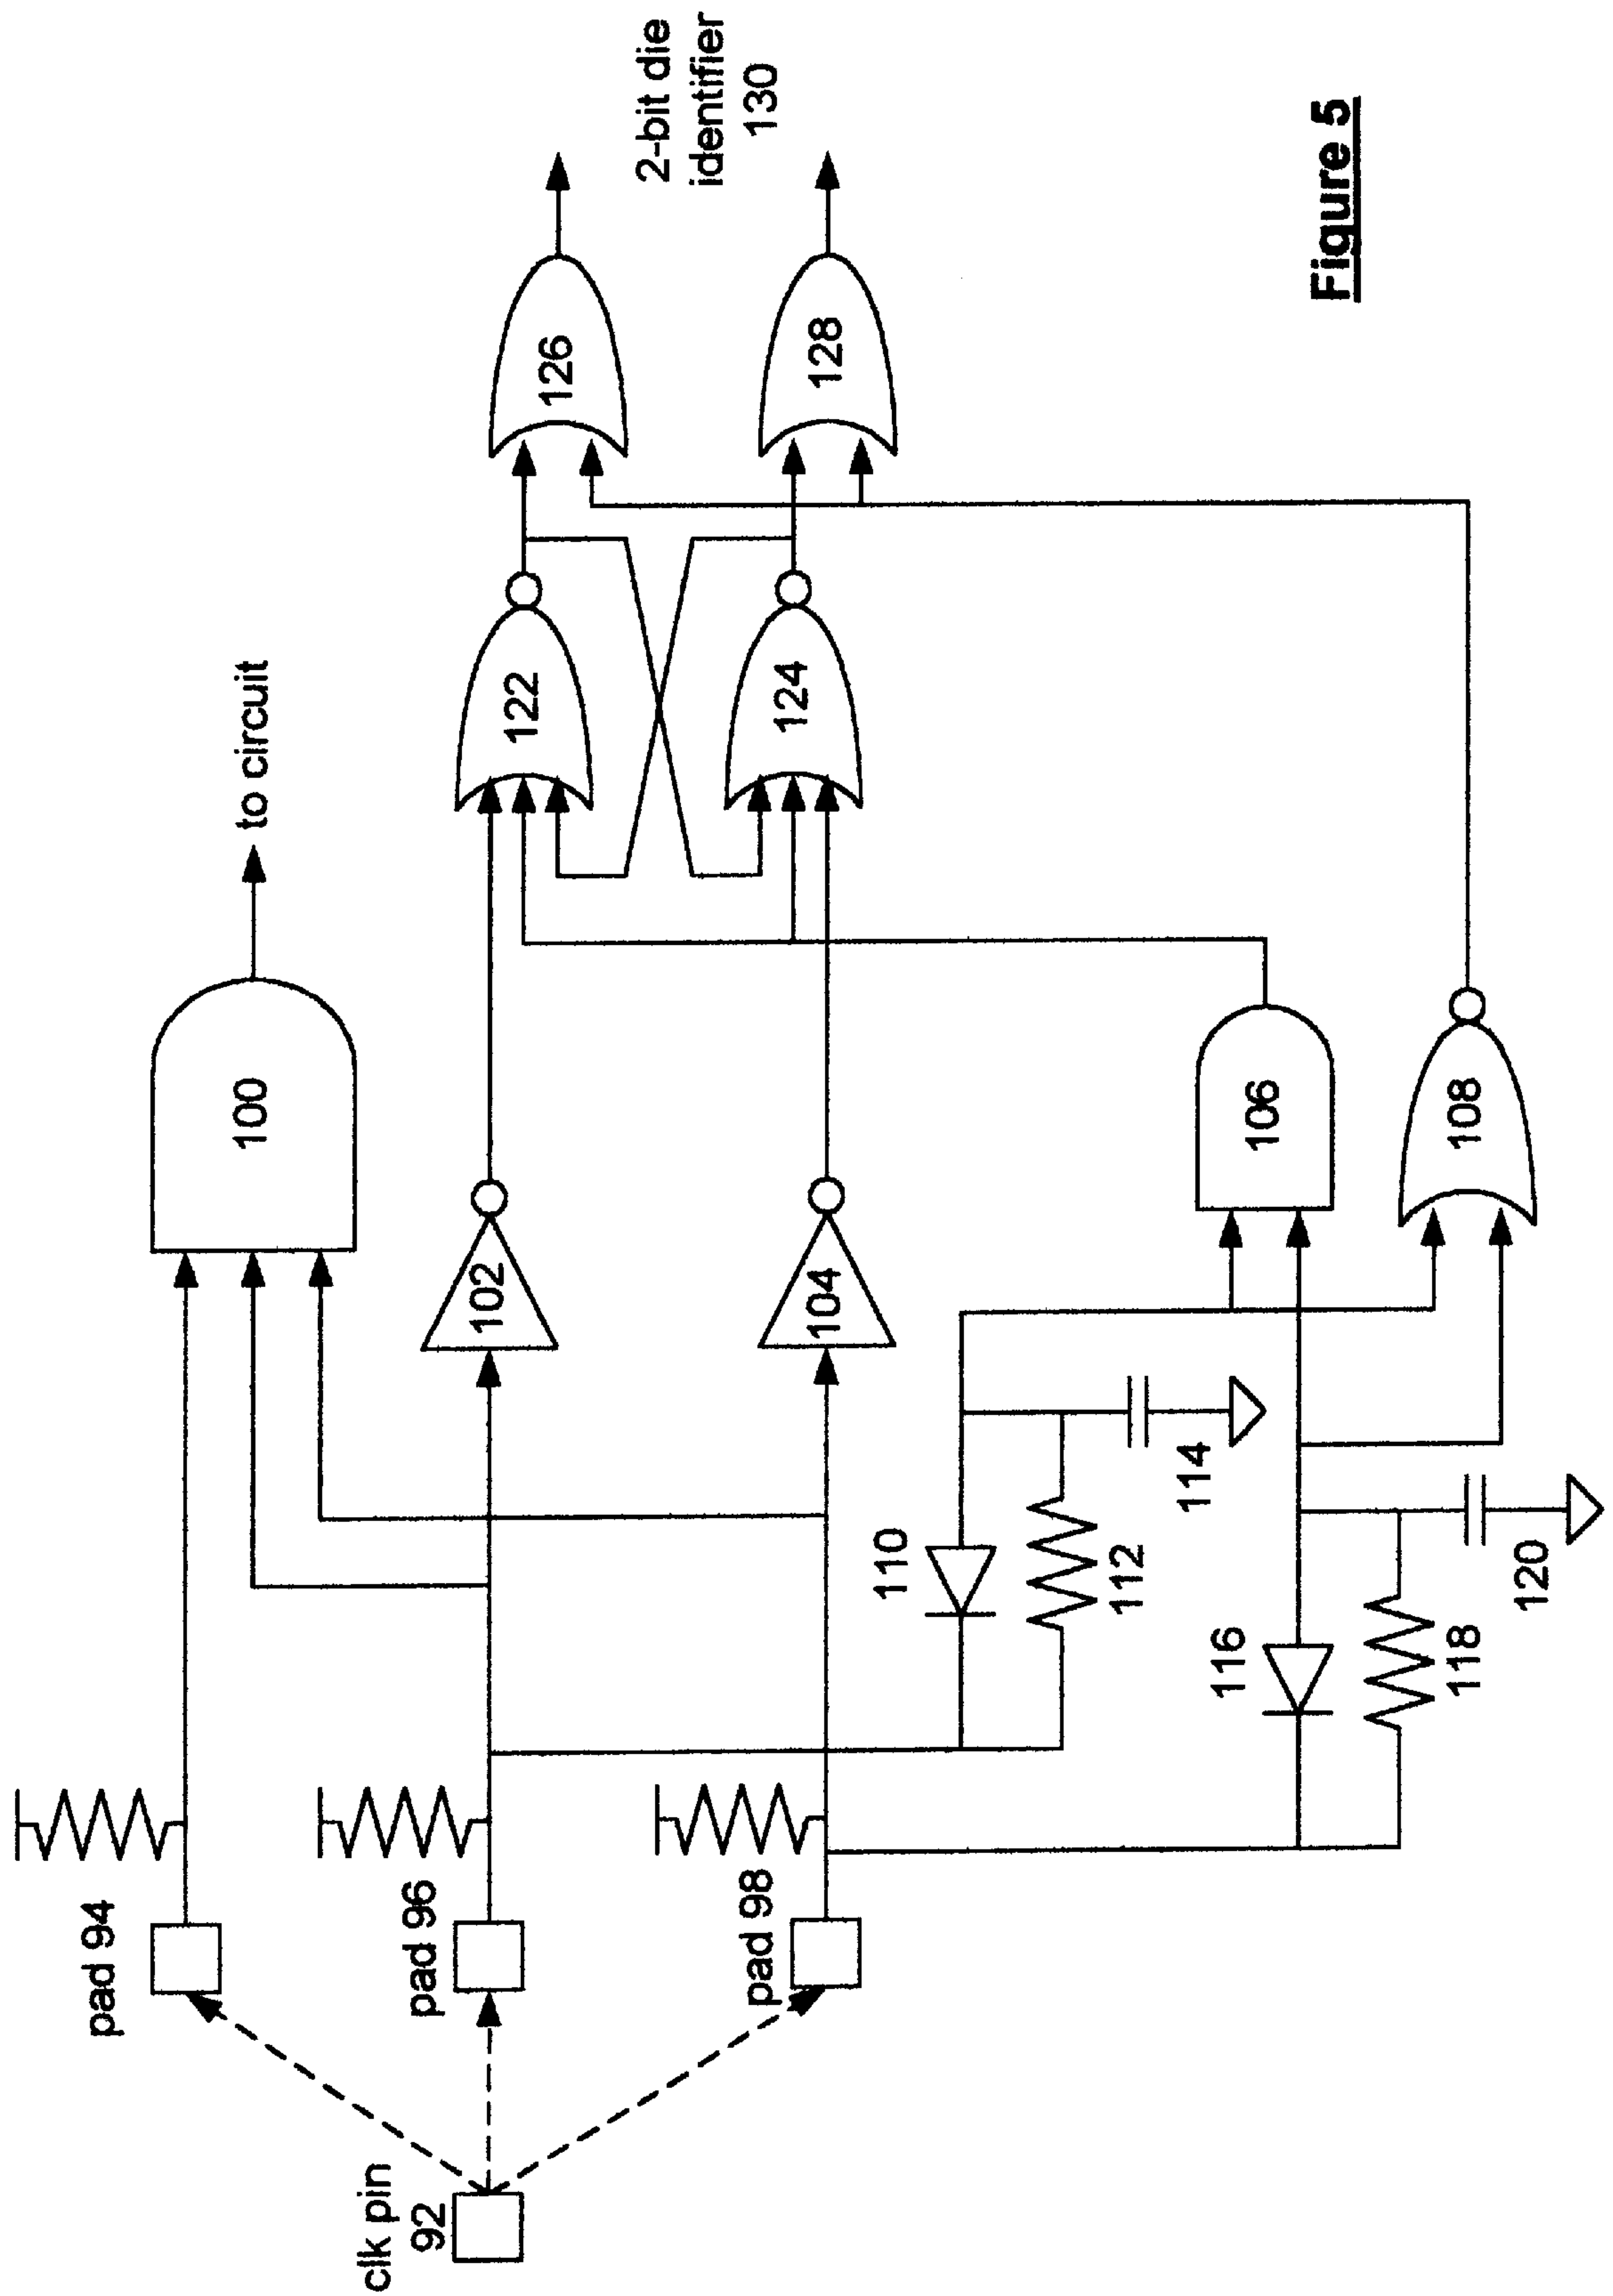 clk pin
92
pad 94
pad 96
pad 98
100
to circuit
102
104
110
112
114
116
118
120
106
108
122
124
126
128
2-bit die
identifier
130
Figure 5